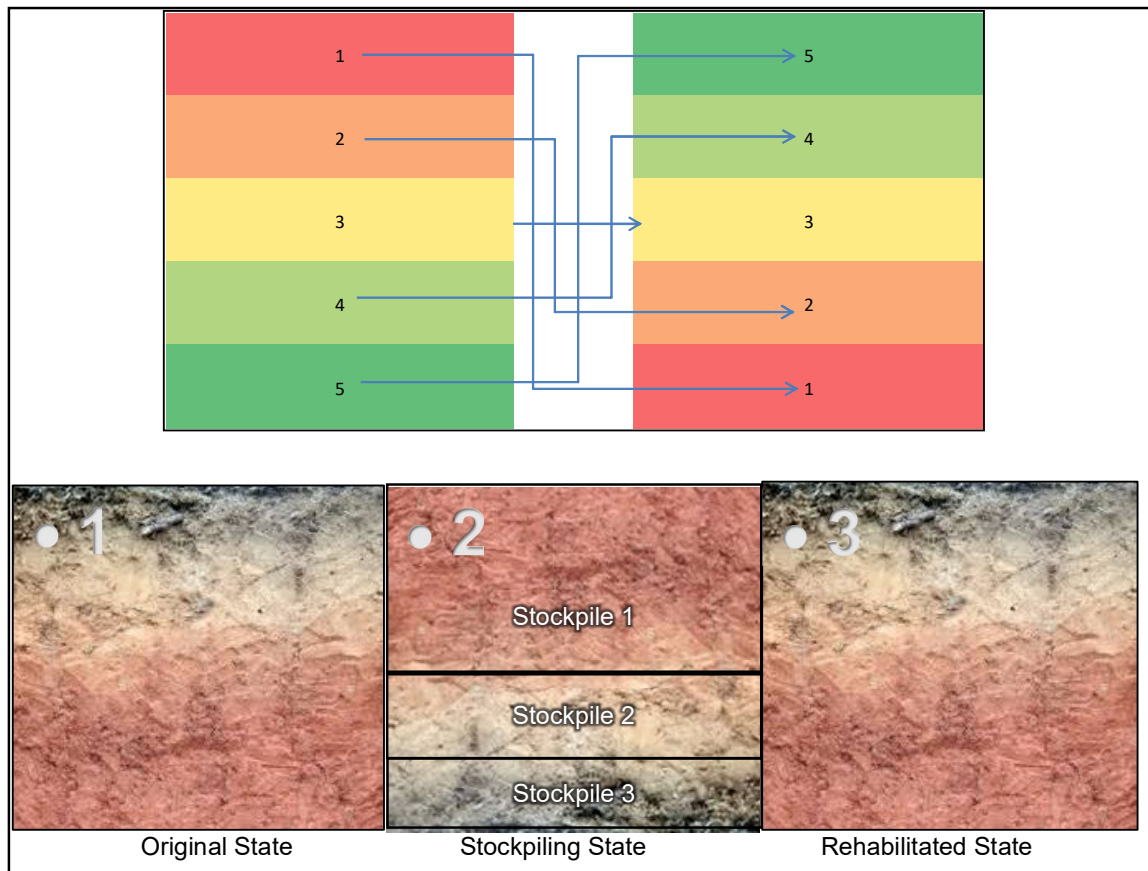 1 5
2 4
3 3
4 2
5 1
1 2 3
Stockpile 1
Stockpile 2
Stockpile 3
Original State Stockpiling State Rehabilitated State